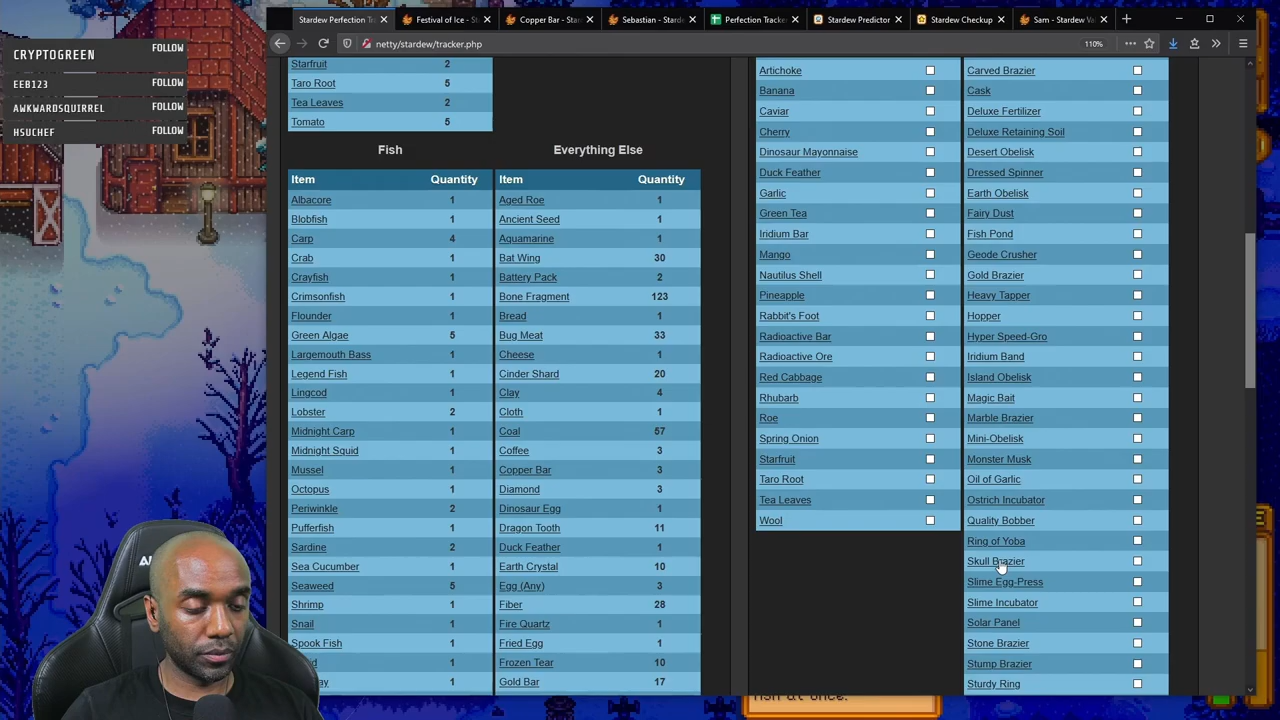 CRYPTOGREEN FOLLOW
EEB123 FOLLOW
AWKWARDSQUIRREL FOLLOW
HSUCHEF FOLLOW
Stardew Perfection Tra
Festival of Ice - St
Copper Bar - Star
Sebastian - Stardew
Perfection Tracker
Stardew Predictor
Stardew Checkup
Sam - Stardew Va
netty/stardew/tracker.php
110%
Starfruit 2
Taro Root 5
Tea Leaves 2
Tomato 5
Fish
Item Quantity
Albacore 1
Blobfish 1
Carp 4
Crab 1
Crayfish 1
Crimsonfish 1
Flounder 1
Green Algae 5
Largemouth Bass 1
Legend Fish 1
Lingcod 1
Lobster 2
Midnight Carp 1
Midnight Squid 1
Mussel 1
Octopus 1
Periwinkle 2
Pufferfish 1
Sardine 2
Sea Cucumber 1
Seaweed 5
Shrimp 1
Snail 1
Spook Fish 1
1
1
Everything Else
Item Quantity
Aged Roe 1
Ancient Seed 1
Aquamarine 1
Bat Wing 30
Battery Pack 2
Bone Fragment 123
Bread 1
Bug Meat 33
Cheese 1
Cinder Shard 20
Clay 4
Cloth 1
Coal 57
Coffee 3
Copper Bar 3
Diamond 3
Dinosaur Egg 1
Dragon Tooth 11
Duck Feather 1
Earth Crystal 10
Egg (Any) 3
Fiber 28
Fire Quartz 1
Fried Egg 1
Frozen Tear 10
Gold Bar 17
Artichoke
Banana
Caviar
Cherry
Dinosaur Mayonnaise
Duck Feather
Garlic
Green Tea
Iridium Bar
Mango
Nautilus Shell
Pineapple
Rabbit's Foot
Radioactive Bar
Radioactive Ore
Red Cabbage
Rhubarb
Roe
Spring Onion
Starfruit
Taro Root
Tea Leaves
Wool
Carved Brazier
Cask
Deluxe Fertilizer
Deluxe Retaining Soil
Desert Obelisk
Dressed Spinner
Earth Obelisk
Fairy Dust
Fish Pond
Geode Crusher
Gold Brazier
Heavy Tapper
Hopper
Hyper Speed-Gro
Iridium Band
Island Obelisk
Magic Bait
Marble Brazier
Mini-Obelisk
Monster Musk
Oil of Garlic
Ostrich Incubator
Quality Bobber
Ring of Yoba
Skull Brazier
Slime Egg-Press
Slime Incubator
Solar Panel
Stone Brazier
Stump Brazier
Sturdy Ring
fish at once.